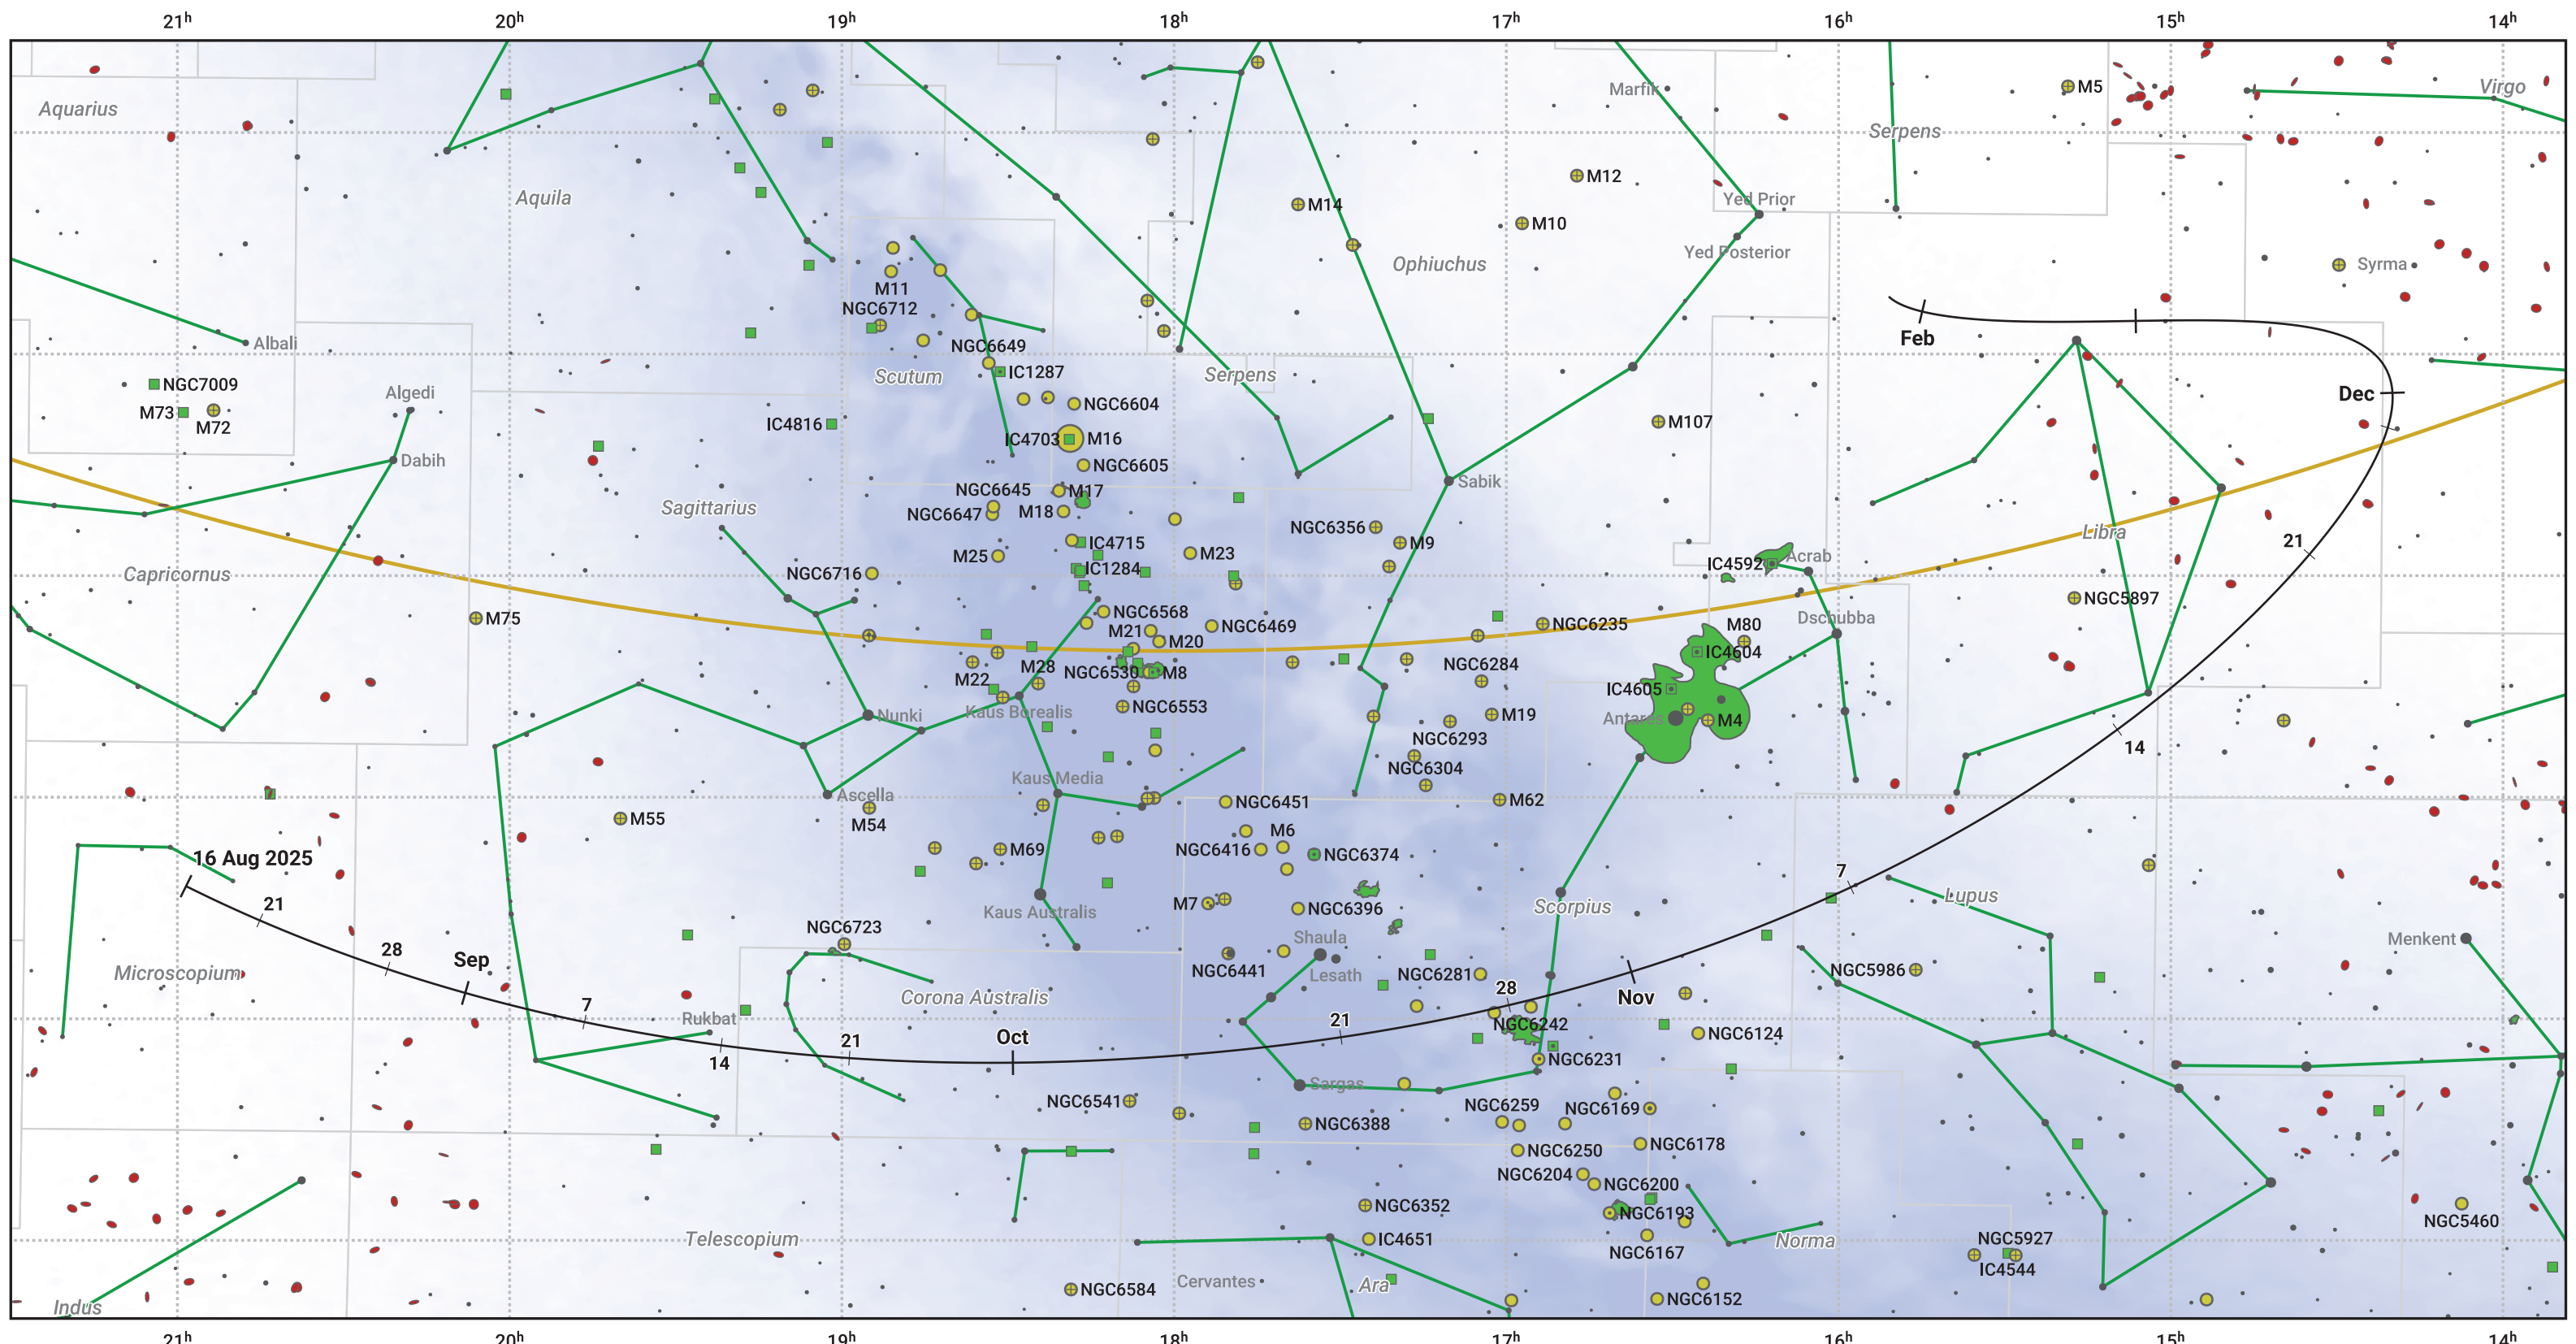 21h 20h 19h 18h 17h 16h 15h 14h
Aquarius
Marfik
M5
Virgo
Serpens
Aquila
M12
M14
Yed Prior
M10
Yed Posterior
Ophiuchus
Syrma
M11
NGC6712
Feb
Albali
NGC6649
IC1287
Scutum
Serpens
NGC7009
Algedi
Dec
M73
M72
NGC6604
IC4816
M107
IC4703
M16
Dabih
NGC6605
Sabik
NGC6645
M17
Sagittarius
NGC6647
M18
NGC6356
Libra
IC4715
M9
21
M25
M23
Acrab
IC4592
Capricornus
NGC6716
IC1284
NGC5897
M75
NGC6568
Dschubba
NGC6235
M21
NGC6469
M80
M20
IC4604
M28
NGC6284
M22
NGC6530
M8
IC4605
NGC6553
Nunki
Kaus Borealis
M19
Antares
M4
NGC6293
14
NGC6304
Kaus Media
Ascella
NGC6451
M62
M55
M54
M6
M69
NGC6416
NGC6374
16 Aug 2025
7
Lupus
21
M7
Kaus Australis
NGC6396
Scorpius
NGC6723
Shaula
Menkent
28
Sep
NGC6441
Lesath
NGC6281
NGC5986
Microscopium
Corona Australis
28
Nov
7
Rukbat
21
NGC6242
NGC6124
14
21
Oct
NGC6231
Sargas
NGC6541
NGC6259
NGC6169
NGC6388
NGC6250
NGC6178
NGC6204
NGC6200
NGC6352
NGC6193
NGC5460
Telescopium
IC4651
NGC6167
Norma
NGC5927
IC4544
Cervantes
Ara
NGC6584
NGC6152
Indus
21h 20h 19h 18h 17h 16h 15h 14h